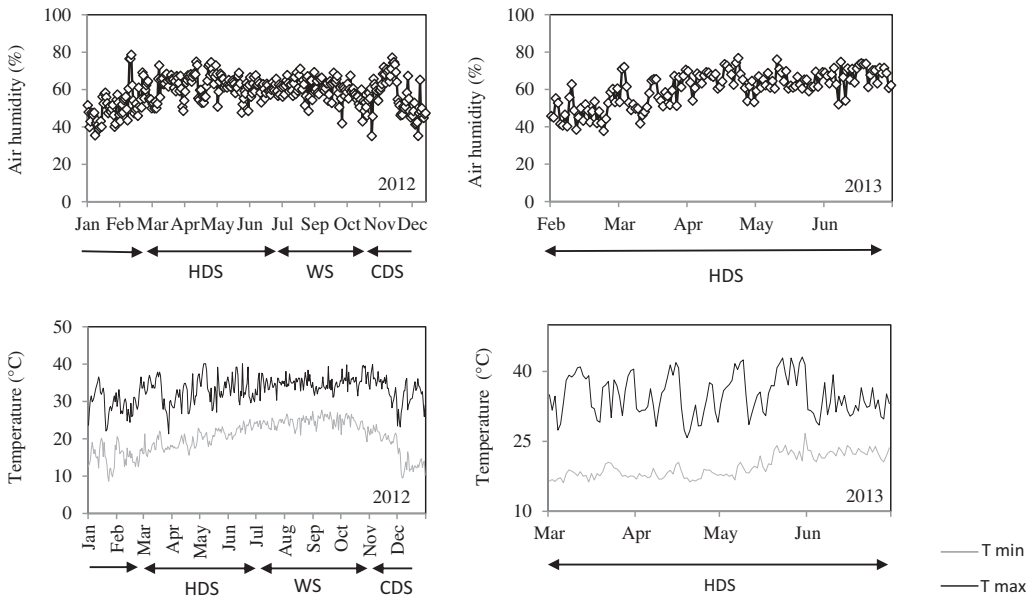 Air humidity (%)
100
80
60
40
20
0
2012
Jan Feb Mar Apr May Jun Jul Sep Oct Nov Dec
HDS WS CDS
Air humidity (%)
100
80
60
40
20
0
2013
Feb Mar Apr May Jun
HDS
Temperature (°C)
50
40
30
20
10
0
2012
Jan Feb Mar Apr May Jun Jul Aug Sep Oct Nov Dec
HDS WS CDS
Temperature (°C)
40
25
10
2013
Mar Apr May Jun
HDS
T min
T max